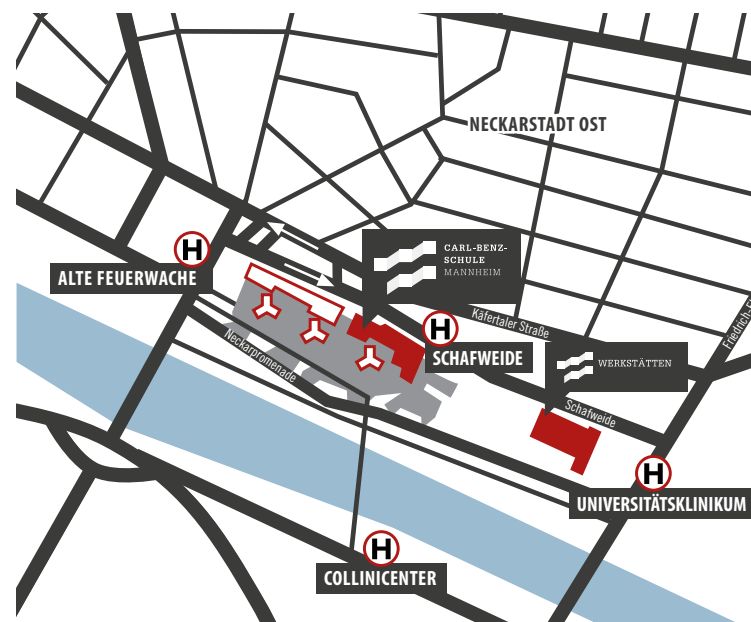 NECKARSTADT OST
H
ALTE FEUERWACHE
CARL-BENZ-
SCHULE
MANNHEIM
Käfertaler Straße
H
SCHAFWEIDE
Neckarpromenade
WERKSTÄTTEN
Schafweide
H
UNIVERSITÄTSKLINIKUM
H
COLLINICENTER